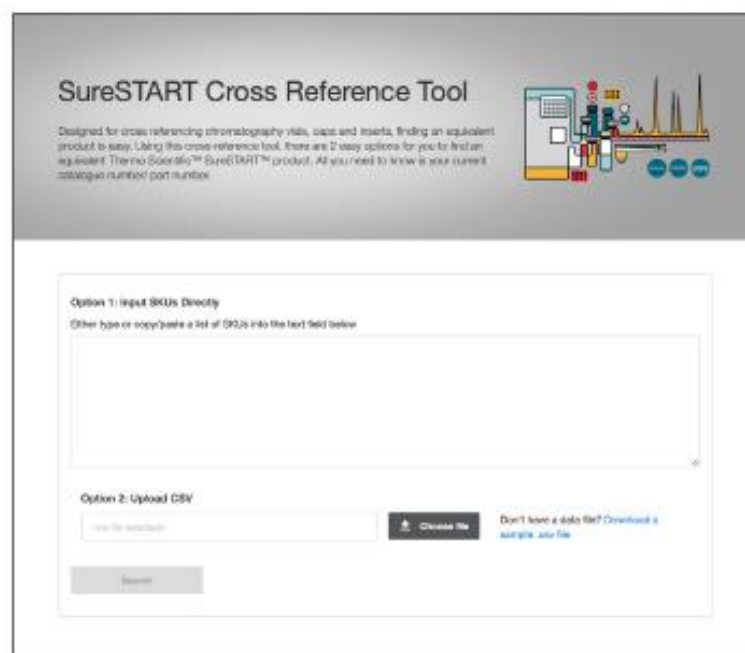 SureSTART Cross Reference Tool
Designed for cross referencing chromatography vials, caps and inserts, finding an equivalent
product is easy. Using this cross reference tool, there are 2 easy options for you to find an
equivalent Thermo Scientific™ SureSTART™ product. All you need to know is your current
catalogue number/ part number.
Option 1: Input SKUs Directly
Either type or copy/paste a list of SKUs into the text field below
Option 2: Upload CSV
Choose file
Don't have a data file? Download a
sample .csv file
Search